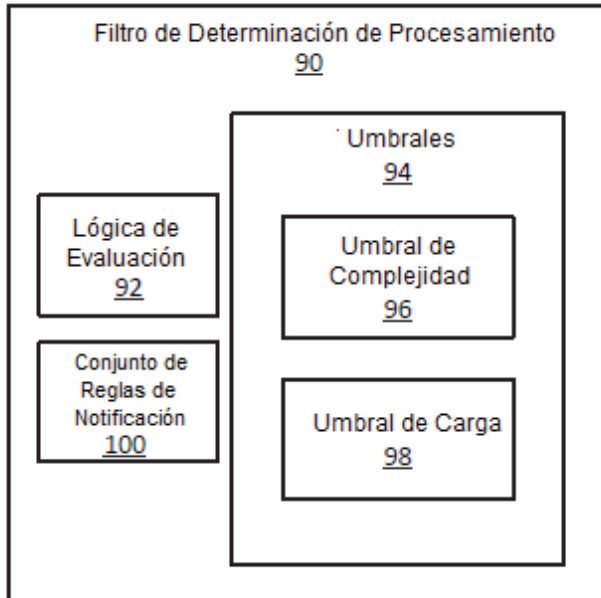 Filtro de Determinación de Procesamiento
90
Umbrales
94
Lógica de
Evaluación
92
Umbral de
Complejidad
96
Conjunto de
Reglas de
Notificación
100
Umbral de Carga
98